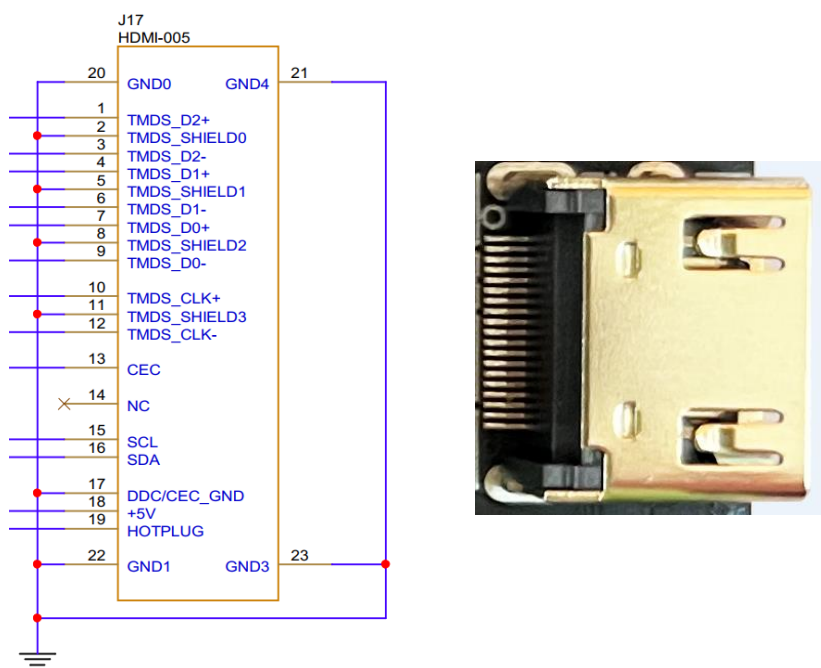 J17
HDMI-005
20 GND0 GND4 21
1 TMDS_D2+
2 TMDS_SHIELD0
3 TMDS_D2-
4 TMDS_D1+
5 TMDS_SHIELD1
6 TMDS_D1-
7 TMDS_D0+
8 TMDS_SHIELD2
9 TMDS_D0-
10 TMDS_CLK+
11 TMDS_SHIELD3
12 TMDS_CLK-
13 CEC
14 NC
15 SCL
16 SDA
17 DDC/CEC_GND
18 +5V
19 HOTPLUG
22 GND1 GND3 23